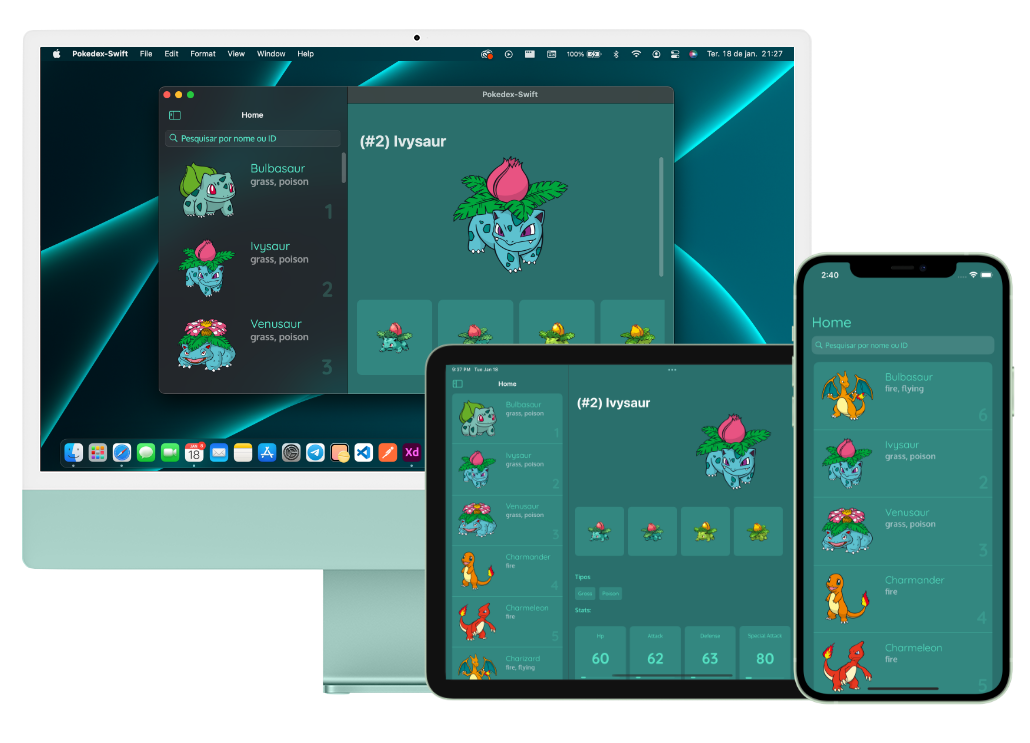 Pokedex-Swift File Edit Format View Window Help 100% Ter. 18 de jan. 21:27
Pokedex-Swift
Home
Pesquisar por nome ou ID
Bulbasaur
grass, poison
1
Ivysaur
grass, poison
2
Venusaur
grass, poison
3
(#2) Ivysaur
JAN
18
Xd
9:37 PM Tue Jan 18
Home
Bulbasaur
grass, poison
1
Ivysaur
grass, poison
2
Venusaur
grass, poison
3
Charmander
fire
4
Charmeleon
fire
5
Charizard
fire, flying
(#2) Ivysaur
Tipos:
Grass Poison
Stats:
Hp Attack Defense Special Attack
60 62 63 80
2:40
Home
Pesquisar por nome ou ID
Bulbasaur
fire, flying
6
Ivysaur
grass, poison
2
Venusaur
grass, poison
3
Charmander
fire
4
Charmeleon
fire
5